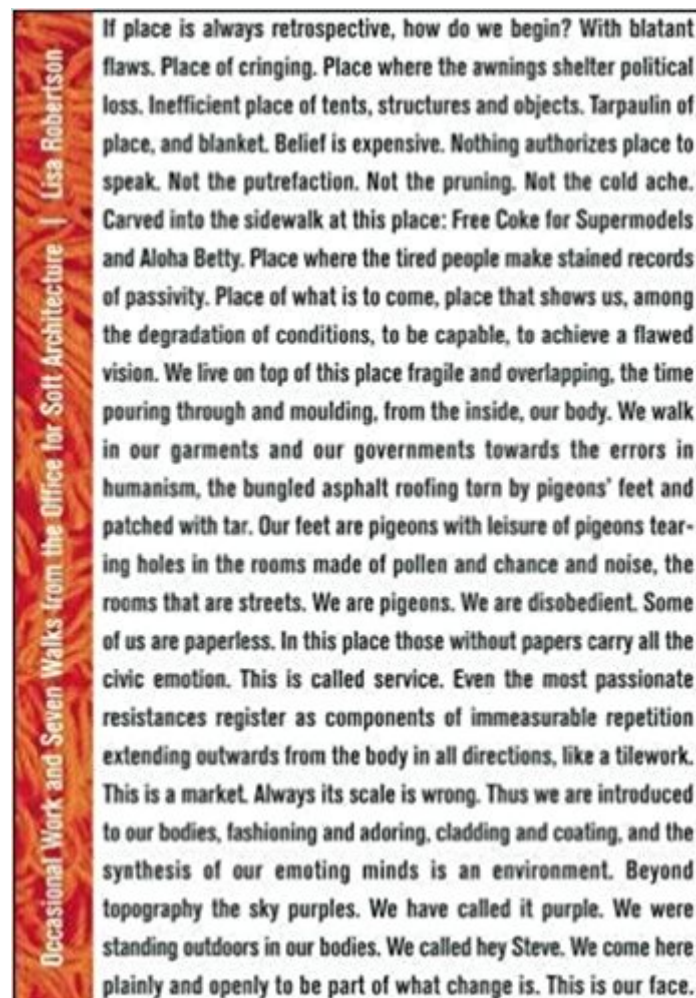 Occasional Work and Seven Walks from the Office for Soft Architecture | Lisa Robertson
If place is always retrospective, how do we begin? With blatant
flaws. Place of cringing. Place where the awnings shelter political
loss. Inefficient place of tents, structures and objects. Tarpaulin of
place, and blanket. Belief is expensive. Nothing authorizes place to
speak. Not the putrefaction. Not the pruning. Not the cold ache.
Carved into the sidewalk at this place: Free Coke for Supermodels
and Aloha Betty. Place where the tired people make stained records
of passivity. Place of what is to come, place that shows us, among
the degradation of conditions, to be capable, to achieve a flawed
vision. We live on top of this place fragile and overlapping, the time
pouring through and moulding, from the inside, our body. We walk
in our garments and our governments towards the errors in
humanism, the bungled asphalt roofing torn by pigeons' feet and
patched with tar. Our feet are pigeons with leisure of pigeons tear-
ing holes in the rooms made of pollen and chance and noise, the
rooms that are streets. We are pigeons. We are disobedient. Some
of us are paperless. In this place those without papers carry all the
civic emotion. This is called service. Even the most passionate
resistances register as components of immeasurable repetition
extending outwards from the body in all directions, like a tilework.
This is a market. Always its scale is wrong. Thus we are introduced
to our bodies, fashioning and adoring, cladding and coating, and the
synthesis of our emoting minds is an environment. Beyond
topography the sky purples. We have called it purple. We were
standing outdoors in our bodies. We called hey Steve. We come here
plainly and openly to be part of what change is. This is our face.